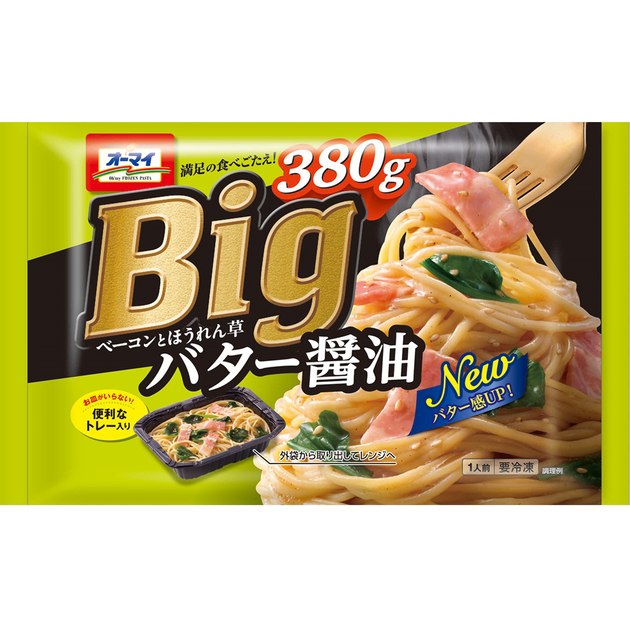 オーマイ
Oh'my FROZEN PASTA
満足の食べごたえ!
380g
Big
ベーコンとほうれん草
バター醤油
New
バター感UP!
お皿がいらない!
便利な
トレー入り
外袋から取り出してレンジへ
1人前 要冷凍 調理例